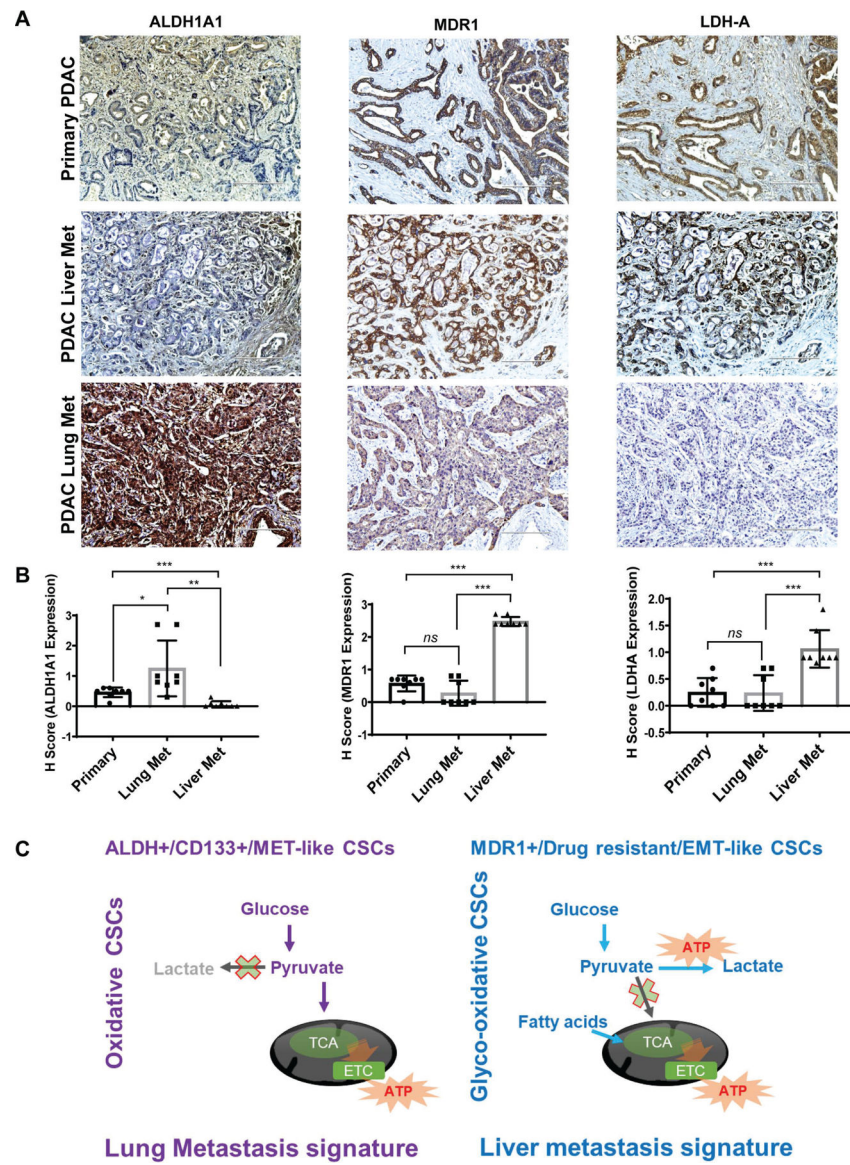 A
ALDH1A1
MDR1
LDH-A
Primary PDAC
PDAC Liver Met
PDAC Lung Met
B
H Score (ALDH1A1 Expression)
3
2
1
0
-1
***
**
*
Primary
Lung Met
Liver Met
H Score (MDR1 Expression)
3
2
1
0
-1
***
***
ns
Primary
Lung Met
Liver Met
H Score (LDHA Expression)
2.0
1.5
1.0
0.5
0.0
-0.5
***
***
ns
Primary
Lung Met
Liver Met
C
ALDH+/CD133+/MET-like CSCs
Oxidative CSCs
Glucose
Lactate
Pyruvate
TCA
ETC
ATP
Lung Metastasis signature
MDR1+/Drug resistant/EMT-like CSCs
Glyco-oxidative CSCs
Glucose
ATP
Pyruvate
Lactate
Fatty acids
TCA
ETC
ATP
Liver metastasis signature